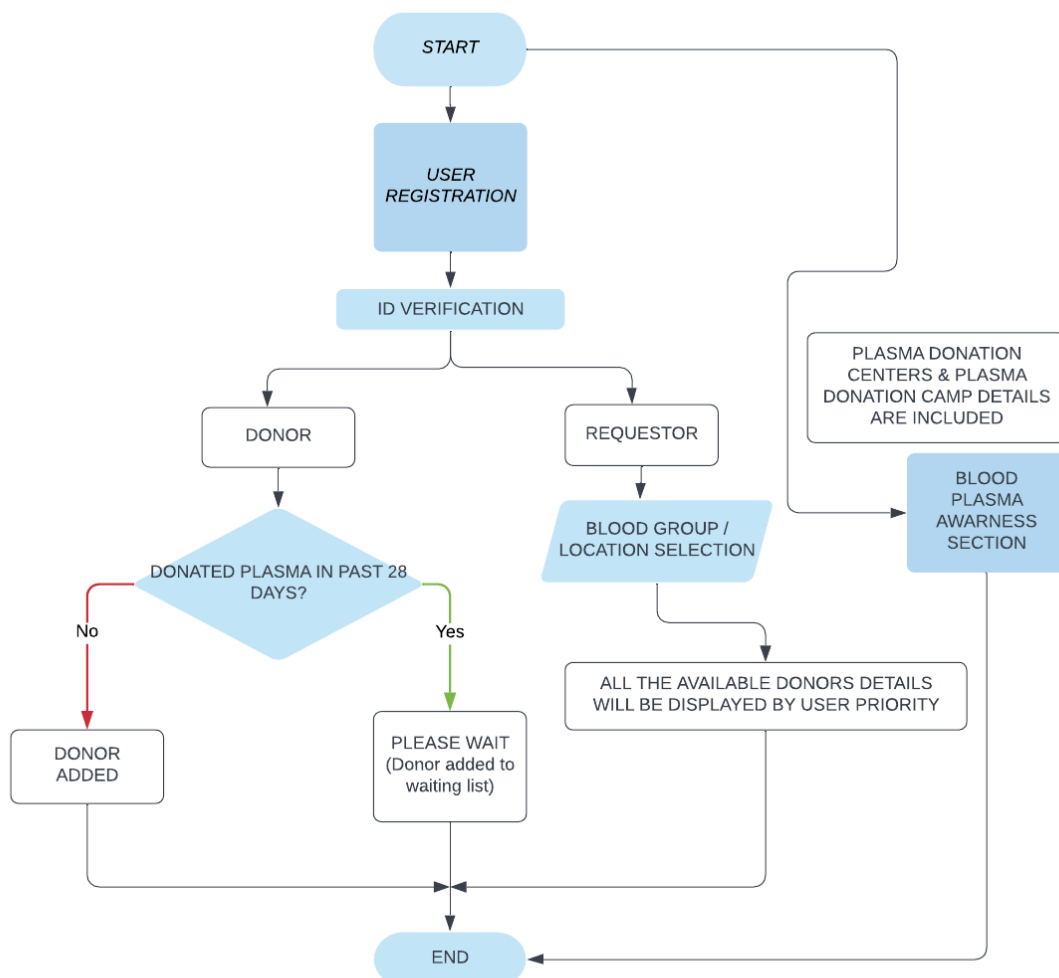 START
USER
REGISTRATION
ID VERIFICATION
PLASMA DONATION
CENTERS & PLASMA
DONATION CAMP DETAILS
ARE INCLUDED
DONOR
REQUESTOR
BLOOD
PLASMA
AWARNESS
SECTION
BLOOD GROUP /
LOCATION SELECTION
DONATED PLASMA IN PAST 28
DAYS?
No
Yes
ALL THE AVAILABLE DONORS DETAILS
WILL BE DISPLAYED BY USER PRIORITY
DONOR
ADDED
PLEASE WAIT
(Donor added to
waiting list)
END